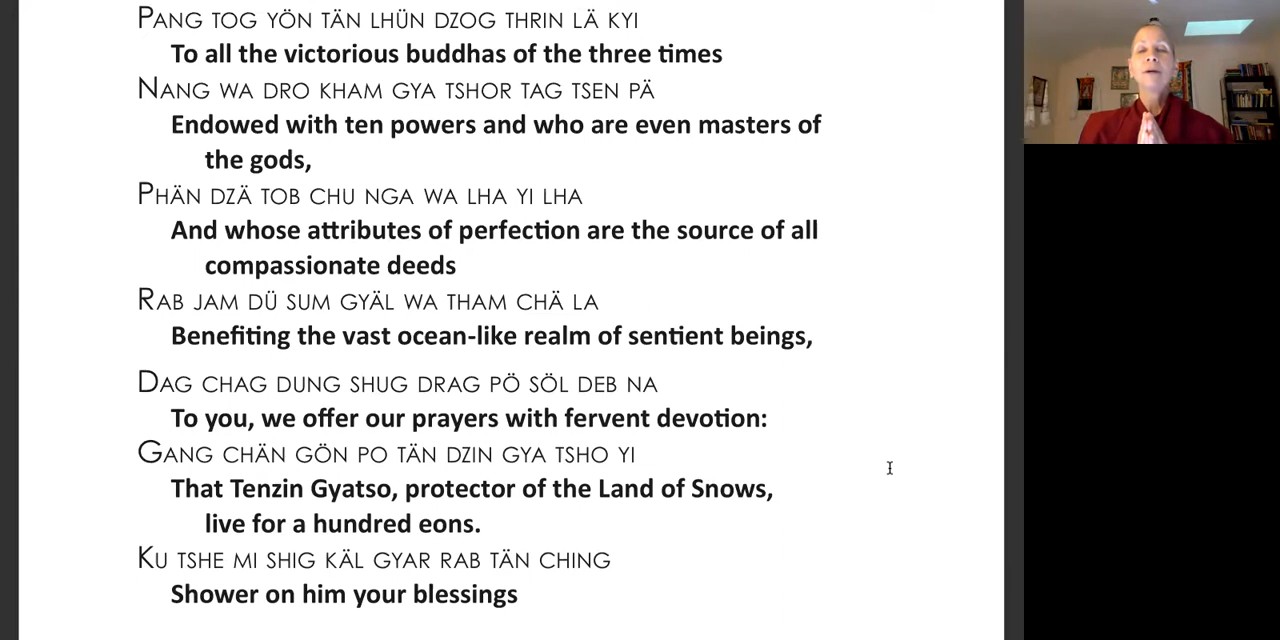 PANG TOG YÖN TÄN LHÜN DZOG THRIN LÄ KYI
To all the victorious buddhas of the three times
NANG WA DRO KHAM GYA TSHOR TAG TSEN PÄ
Endowed with ten powers and who are even masters of
the gods,
PHÄN DZÄ TOB CHU NGA WA LHA YI LHA
And whose attributes of perfection are the source of all
compassionate deeds
RAB JAM DÜ SUM GYÄL WA THAM CHÄ LA
Benefiting the vast ocean-like realm of sentient beings,
DAG CHAG DUNG SHUG DRAG PÖ SÖL DEB NA
To you, we offer our prayers with fervent devotion:
GANG CHÄN GÖN PO TÄN DZIN GYA TSHO YI
That Tenzin Gyatso, protector of the Land of Snows,
live for a hundred eons.
KU TSHE MI SHIG KÄL GYAR RAB TÄN CHING
Shower on him your blessings